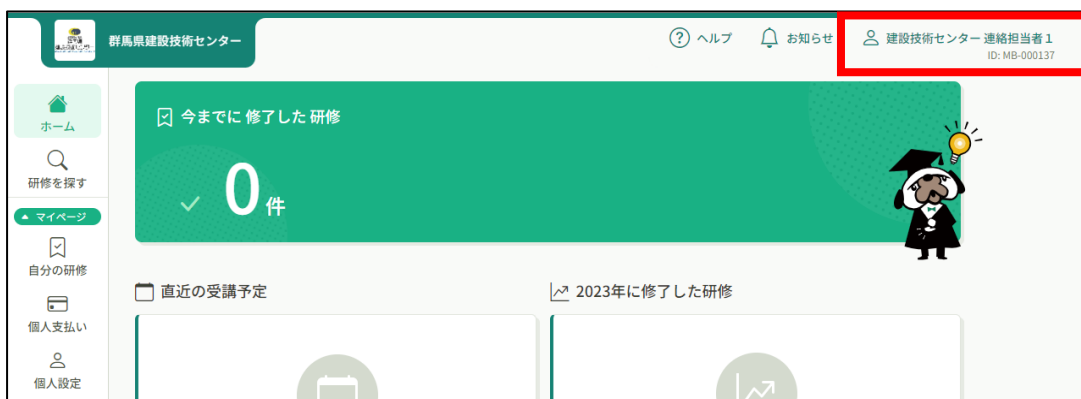 群馬県建設技術センター
ヘルプ
お知らせ
建設技術センター 連絡担当者１
ID: MB-000137
ホーム
研修を探す
マイページ
自分の研修
個人支払い
個人設定
今までに 修了した 研修
0件
直近の受講予定
2023年に修了した研修